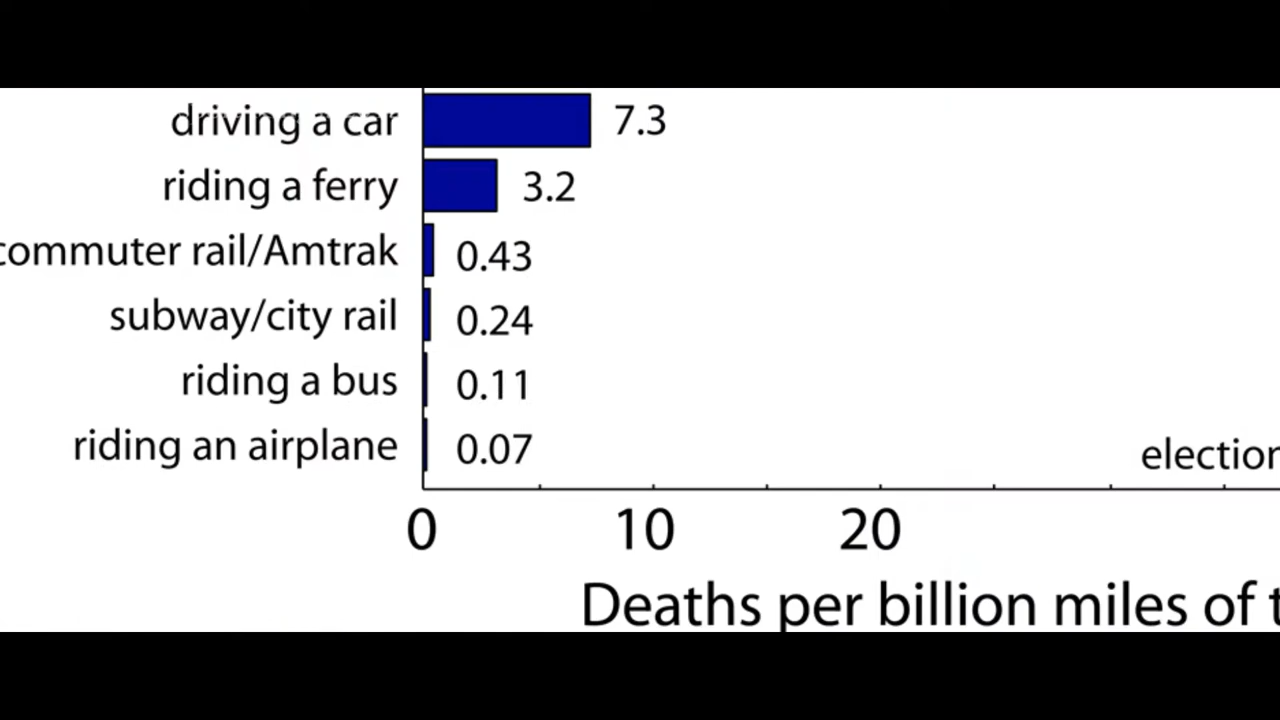 driving a car 7.3
riding a ferry 3.2
commuter rail/Amtrak 0.43
subway/city rail 0.24
riding a bus 0.11
riding an airplane 0.07
election
0 10 20
Deaths per billion miles of t